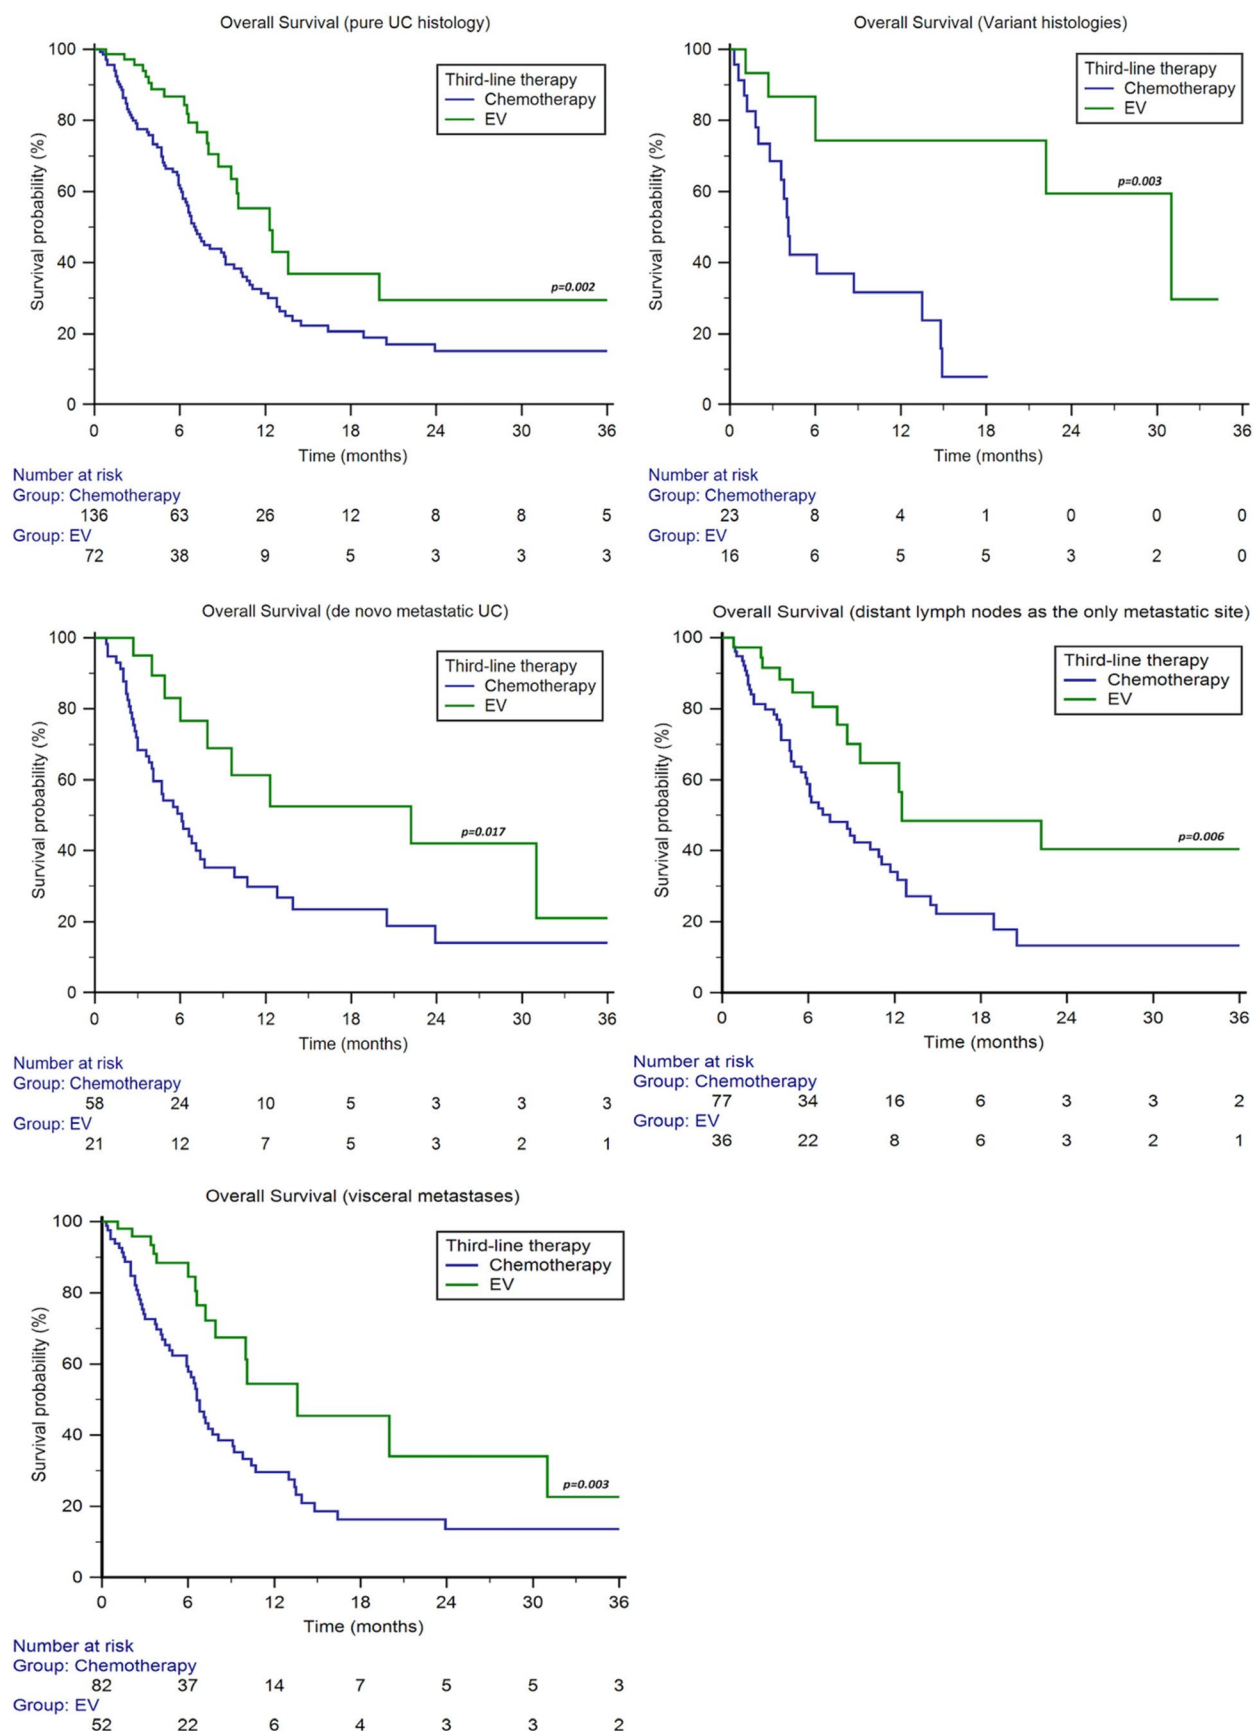 Overall Survival (pure UC histology)
Survival probability (%)
100
80
60
40
20
0
Third-line therapy
Chemotherapy
EV
p=0.002
0 6 12 18 24 30 36
Time (months)
Number at risk
Group: Chemotherapy
136 63 26 12 8 8 5
Group: EV
72 38 9 5 3 3 3
Overall Survival (Variant histologies)
Survival probability (%)
100
80
60
40
20
0
Third-line therapy
Chemotherapy
EV
p=0.003
0 6 12 18 24 30 36
Time (months)
Number at risk
Group: Chemotherapy
23 8 4 1 0 0 0
Group: EV
16 6 5 5 3 2 0
Overall Survival (de novo metastatic UC)
Survival probability (%)
100
80
60
40
20
0
Third-line therapy
Chemotherapy
EV
p=0.017
0 6 12 18 24 30 36
Time (months)
Number at risk
Group: Chemotherapy
58 24 10 5 3 3 3
Group: EV
21 12 7 5 3 2 1
Overall Survival (distant lymph nodes as the only metastatic site)
Survival probability (%)
100
80
60
40
20
0
Third-line therapy
Chemotherapy
EV
p=0.006
0 6 12 18 24 30 36
Time (months)
Number at risk
Group: Chemotherapy
77 34 16 6 3 3 2
Group: EV
36 22 8 6 3 2 1
Overall Survival (visceral metastases)
Survival probability (%)
100
80
60
40
20
0
Third-line therapy
Chemotherapy
EV
p=0.003
0 6 12 18 24 30 36
Time (months)
Number at risk
Group: Chemotherapy
82 37 14 7 5 5 3
Group: EV
52 22 6 4 3 3 2